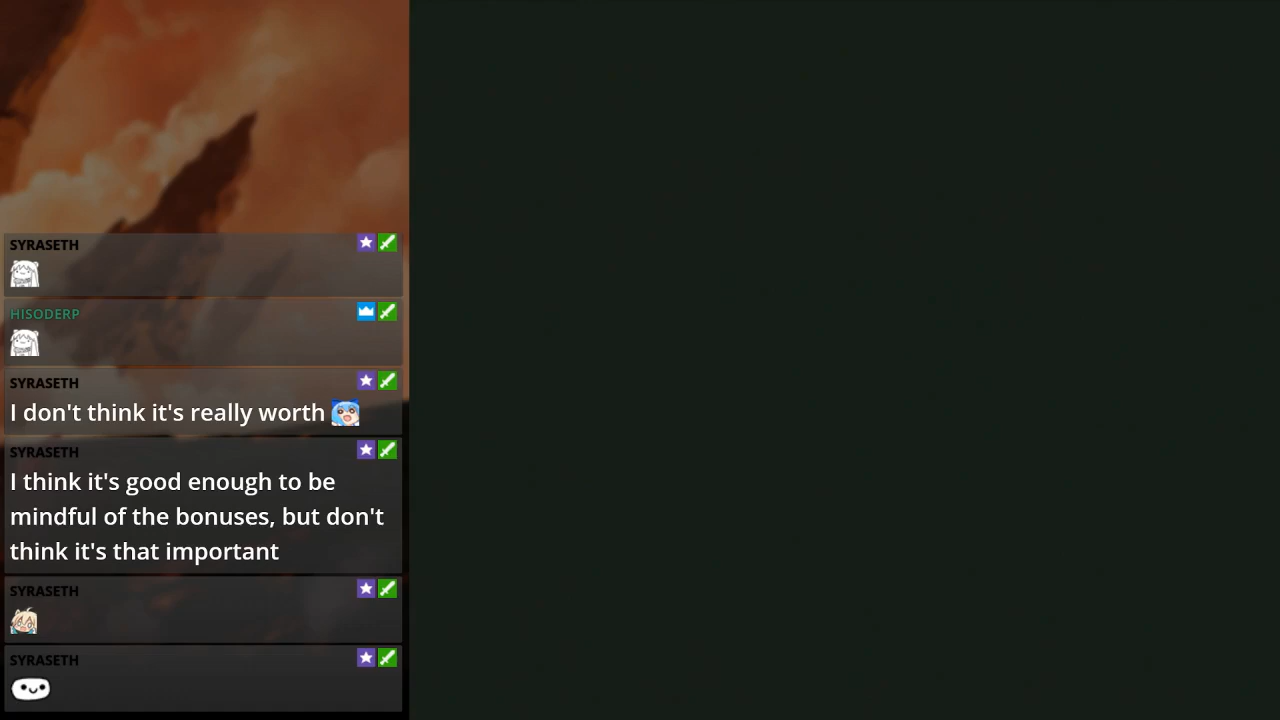 SYRASETH
HISODERP
SYRASETH
I don't think it's really worth
SYRASETH
I think it's good enough to be
mindful of the bonuses, but don't
think it's that important
SYRASETH
SYRASETH